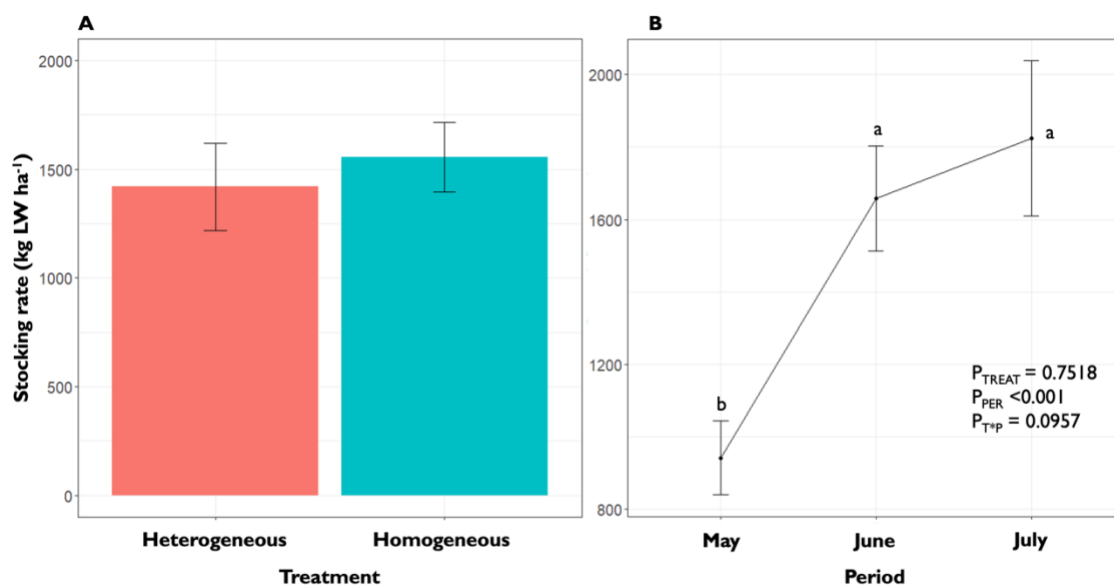 A
Stocking rate (kg LW ha⁻¹)
2000
1500
1000
500
0
Heterogeneous
Homogeneous
Treatment
B
2000
1600
1200
800
a
a
b
P_TREAT = 0.7518
P_PER <0.001
P_T*P = 0.0957
May
June
July
Period